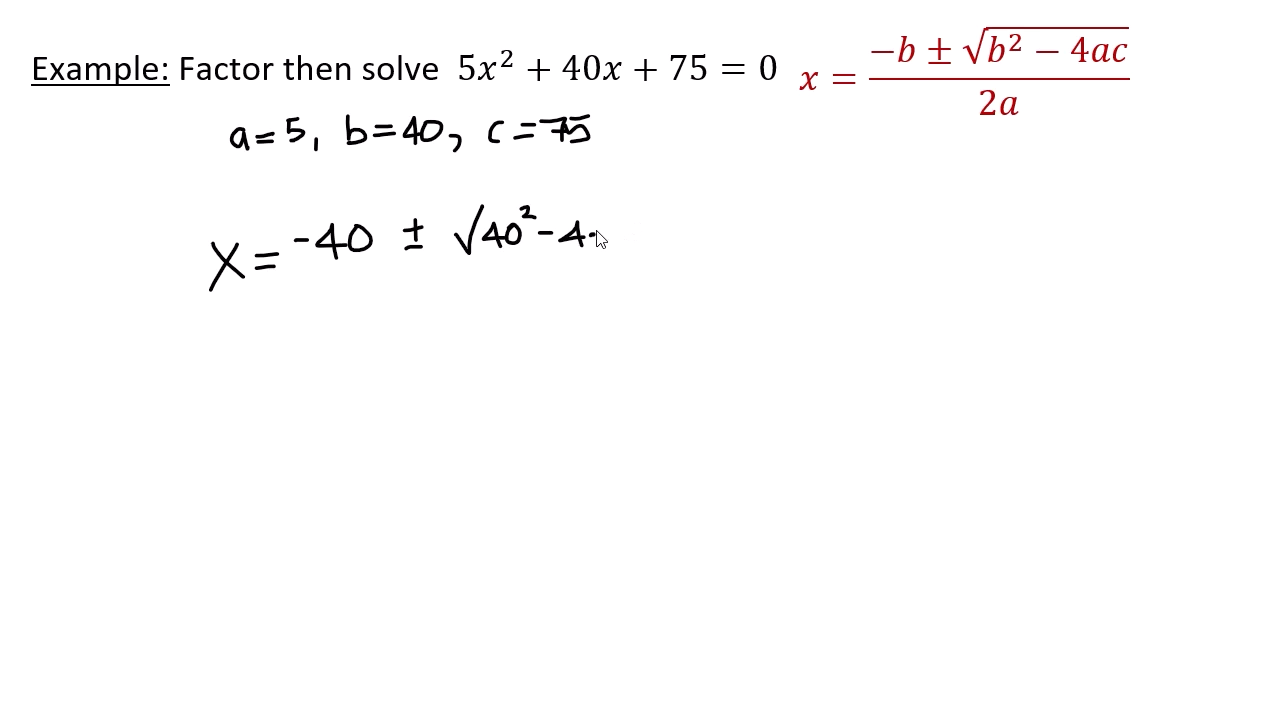 Example: Factor then solve 5x² + 40x + 75 = 0 x = (-b ± √(b² − 4ac)) / 2a
a=5, b=40, c=75
x = -40 ± √40² - 4·